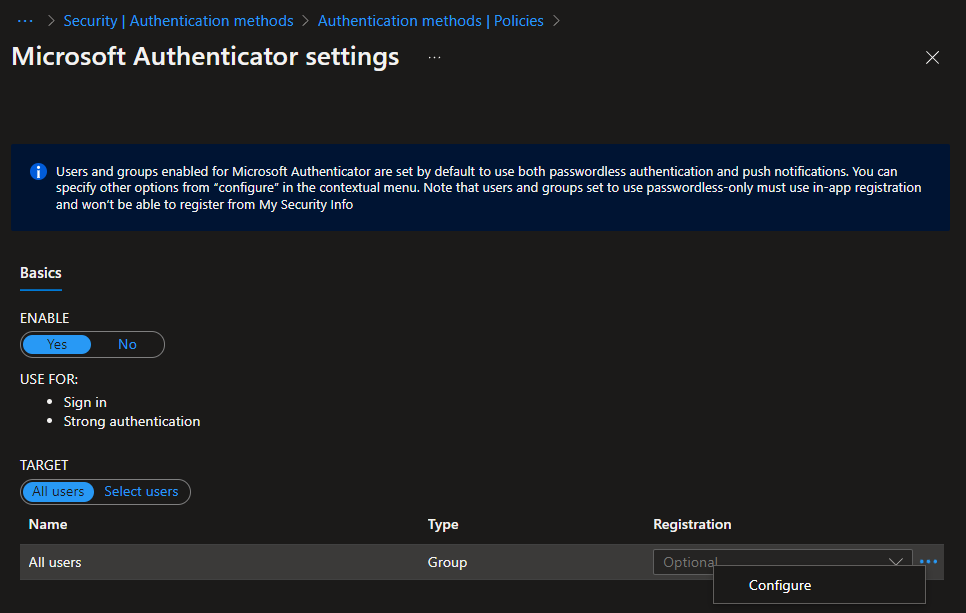 ··· > Security | Authentication methods > Authentication methods | Policies >
Microsoft Authenticator settings ···
Users and groups enabled for Microsoft Authenticator are set by default to use both passwordless authentication and push notifications. You can
specify other options from “configure” in the contextual menu. Note that users and groups set to use passwordless-only must use in-app registration
and won't be able to register from My Security Info
Basics
ENABLE
Yes No
USE FOR:
• Sign in
• Strong authentication
TARGET
All users Select users
Name Type Registration
All users Group Optional ···
Configure